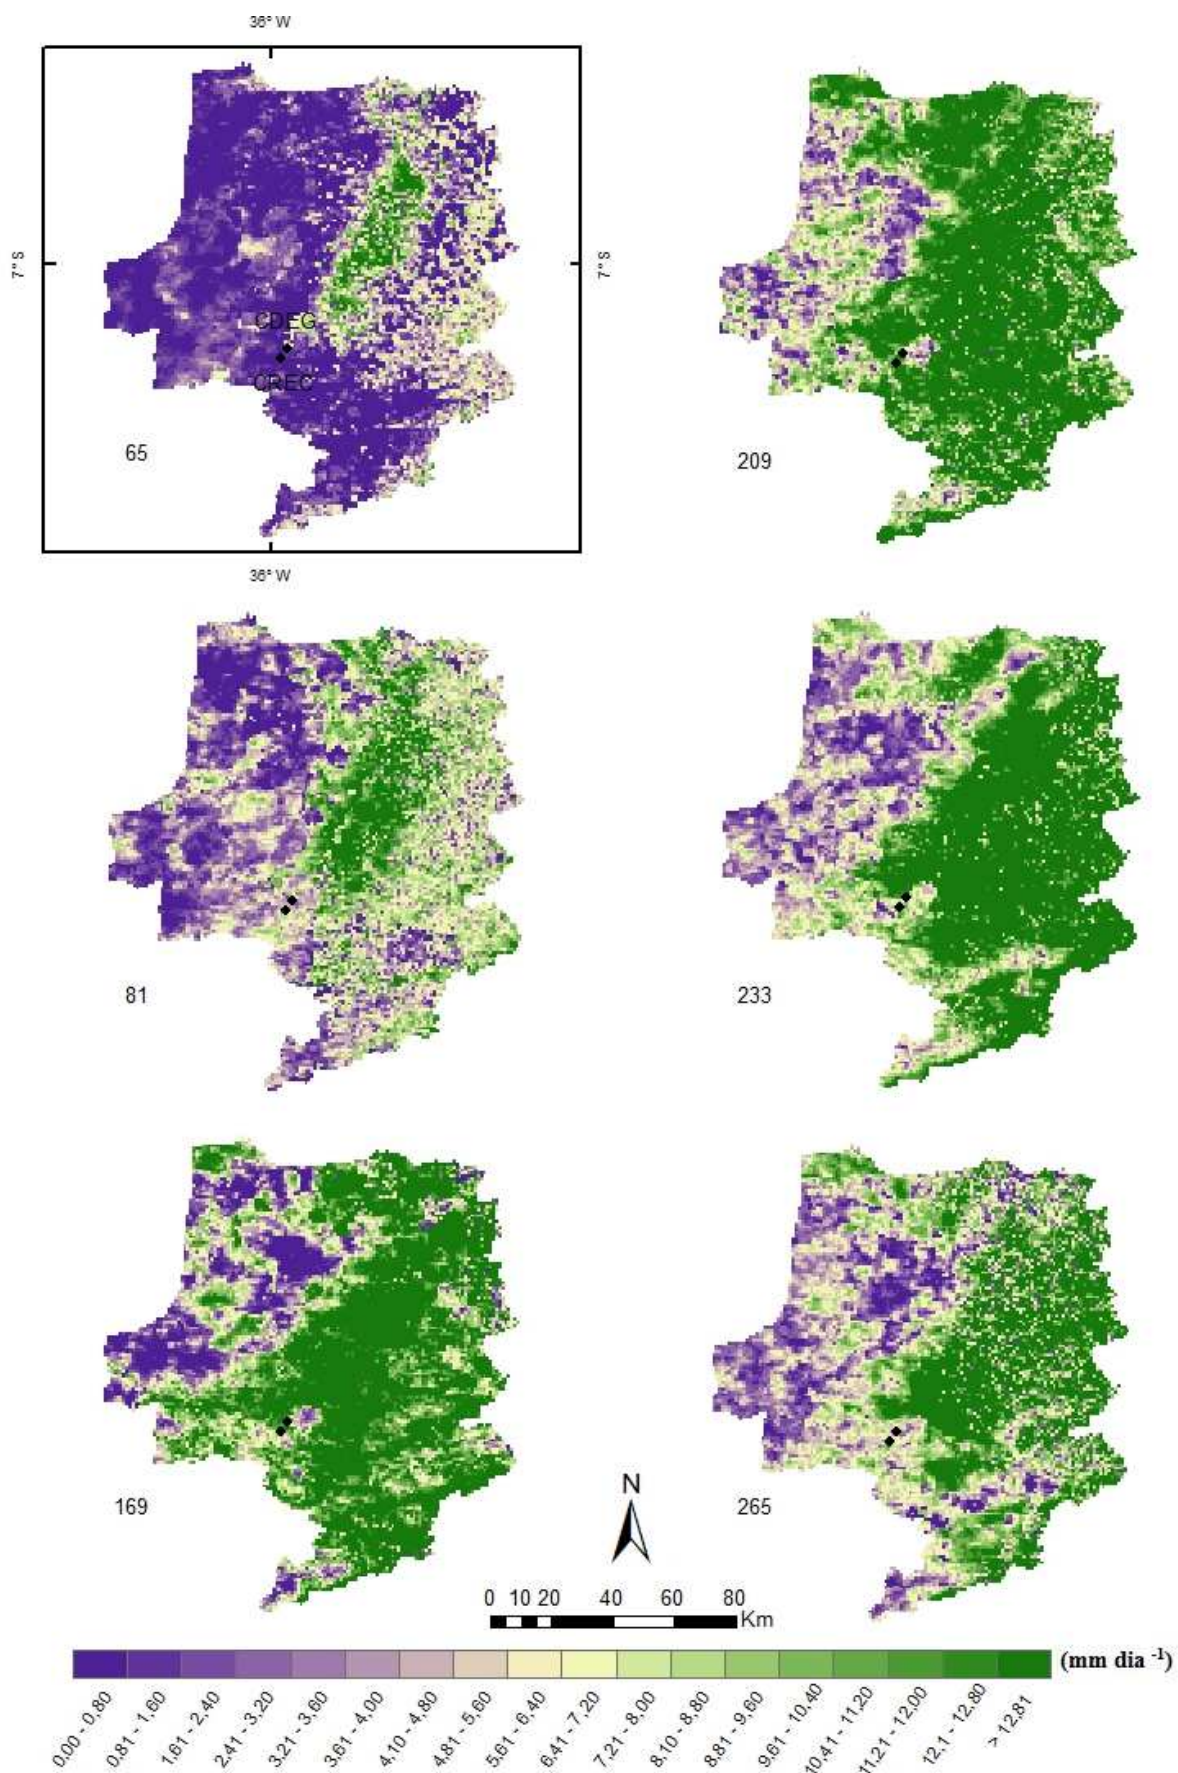 36° W
7° S
7° S
CDEG
CREC
65
209
36° W
81
233
169
265
N
0 10 20 40 60 80
Km
(mm dia -1)
0,00 - 0,80
0,81 - 1,60
1,61 - 2,40
2,41 - 3,20
3,21 - 3,60
3,61 - 4,00
4,10 - 4,80
4,81 - 5,60
5,61 - 6,40
6,41 - 7,20
7,21 - 8,00
8,10 - 8,80
8,81 - 9,60
9,61 - 10,40
10,41 - 11,20
11,21 - 12,00
12,1 - 12,80
> 12,81